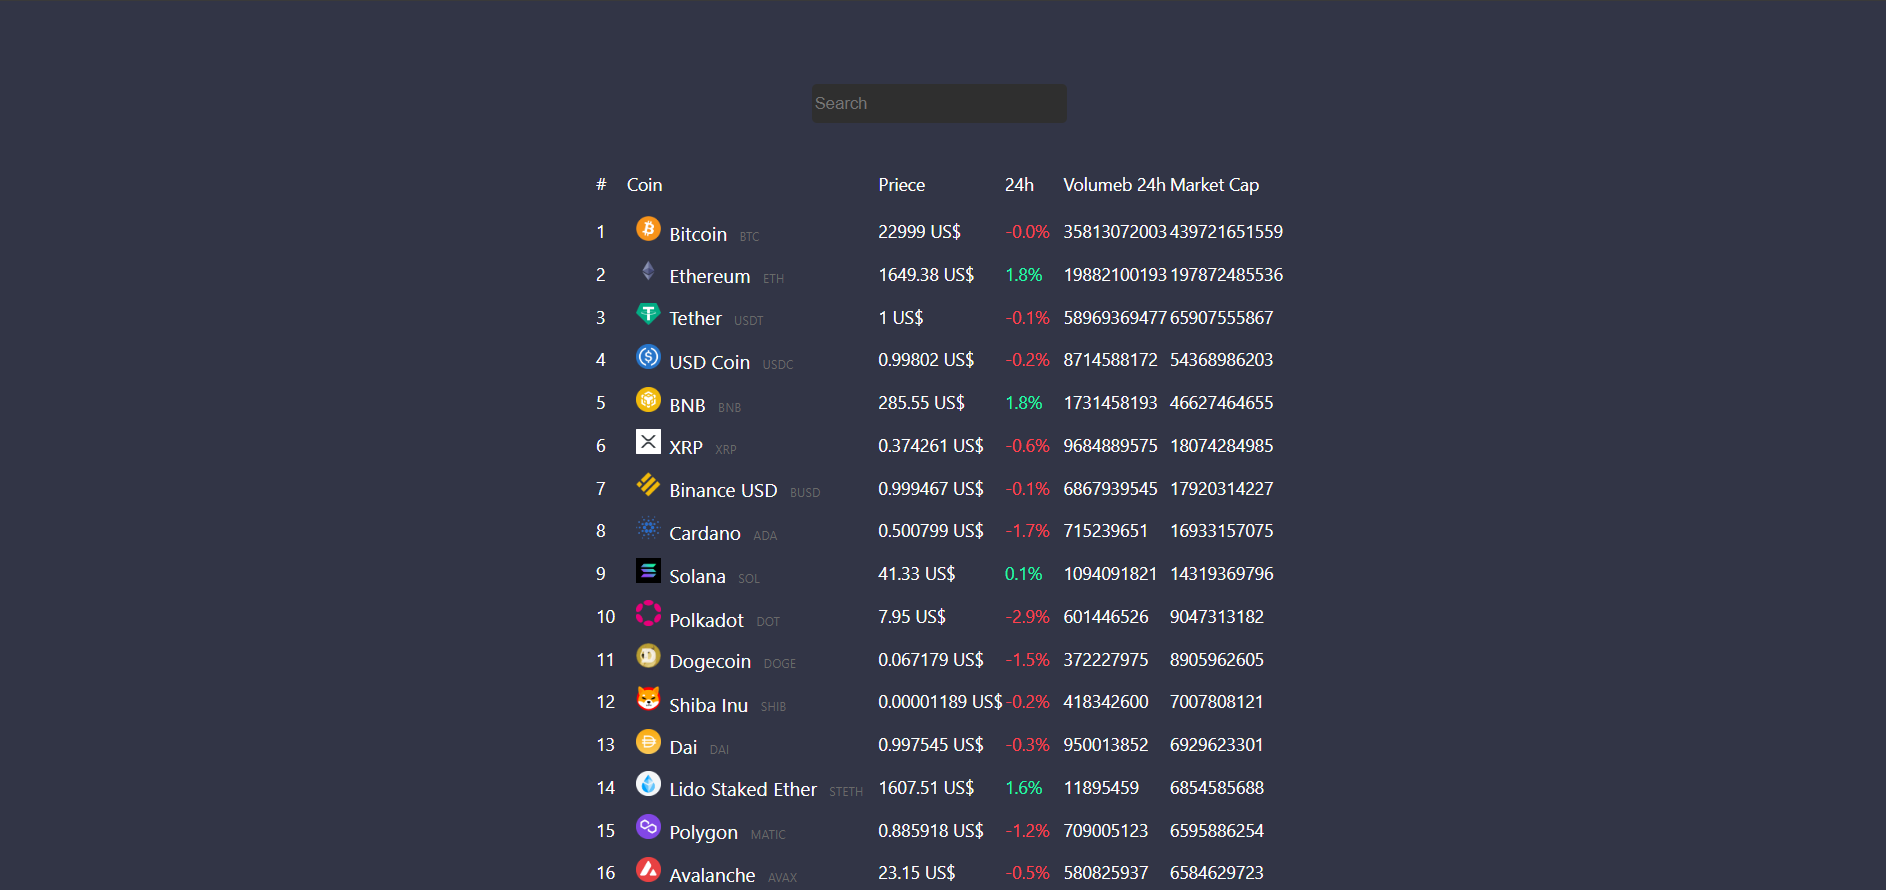 Search
# Coin Priece 24h Volumeb 24h Market Cap
1 Bitcoin BTC 22999 US$ -0.0% 35813072003 439721651559
2 Ethereum ETH 1649.38 US$ 1.8% 19882100193 197872485536
3 Tether USDT 1 US$ -0.1% 58969369477 65907555867
4 USD Coin USDC 0.99802 US$ -0.2% 8714588172 54368986203
5 BNB BNB 285.55 US$ 1.8% 1731458193 46627464655
6 XRP XRP 0.374261 US$ -0.6% 9684889575 18074284985
7 Binance USD BUSD 0.999467 US$ -0.1% 6867939545 17920314227
8 Cardano ADA 0.500799 US$ -1.7% 715239651 16933157075
9 Solana SOL 41.33 US$ 0.1% 1094091821 14319369796
10 Polkadot DOT 7.95 US$ -2.9% 601446526 9047313182
11 Dogecoin DOGE 0.067179 US$ -1.5% 372227975 8905962605
12 Shiba Inu SHIB 0.00001189 US$ -0.2% 418342600 7007808121
13 Dai DAI 0.997545 US$ -0.3% 950013852 6929623301
14 Lido Staked Ether STETH 1607.51 US$ 1.6% 11895459 6854585688
15 Polygon MATIC 0.885918 US$ -1.2% 709005123 6595886254
16 Avalanche AVAX 23.15 US$ -0.5% 580825937 6584629723